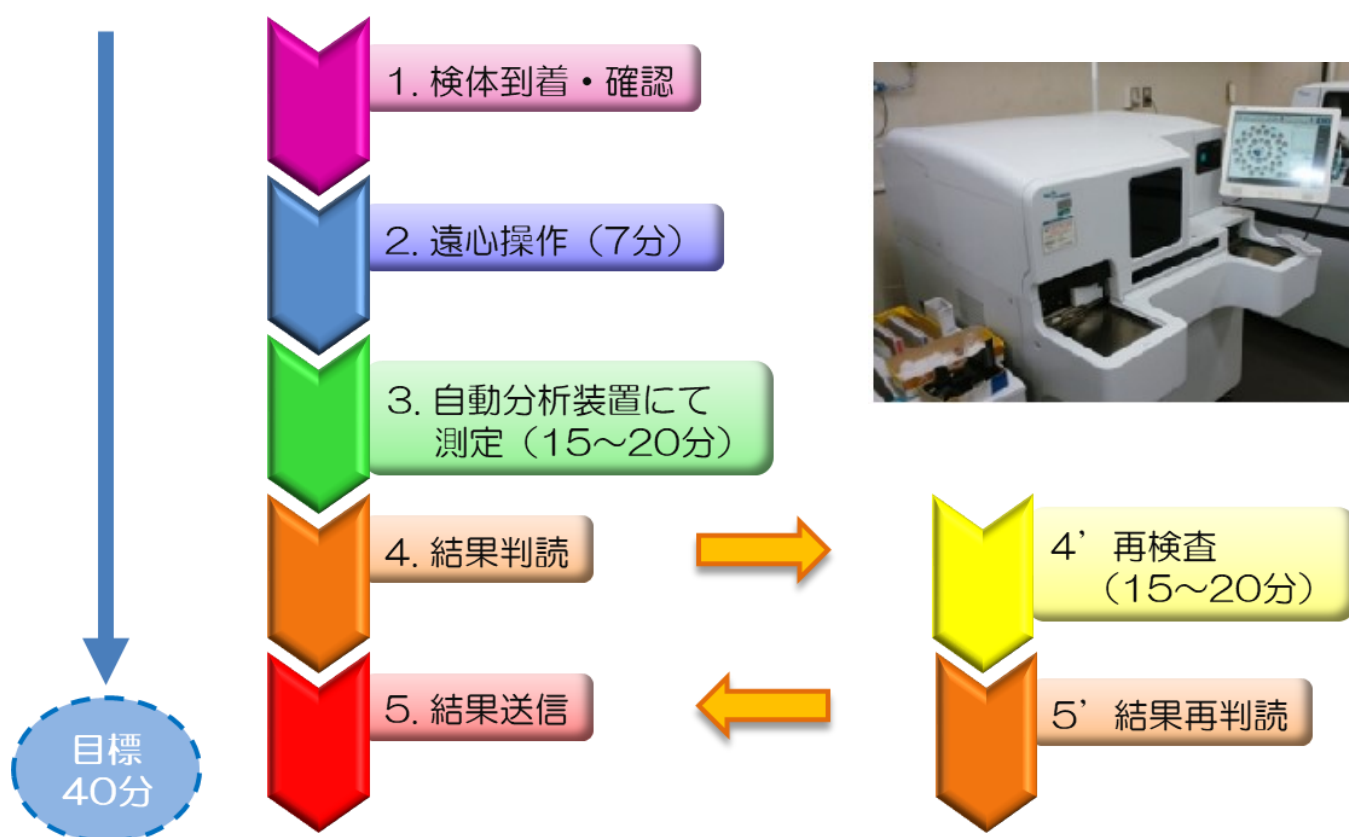 1. 検体到着・確認
2. 遠心操作（7分）
3. 自動分析装置にて
測定（15～20分）
4. 結果判読
4’ 再検査
（15～20分）
5. 結果送信
5’ 結果再判読
目標
40分